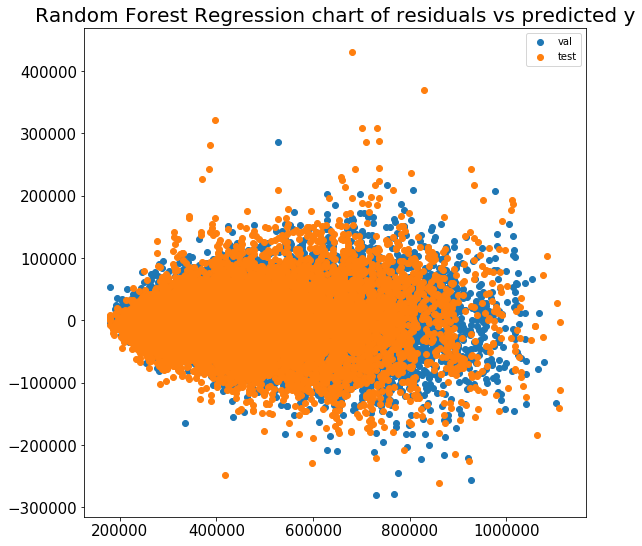 Random Forest Regression chart of residuals vs predicted y
val
test
400000
300000
200000
100000
0
−100000
−200000
−300000
200000 400000 600000 800000 1000000